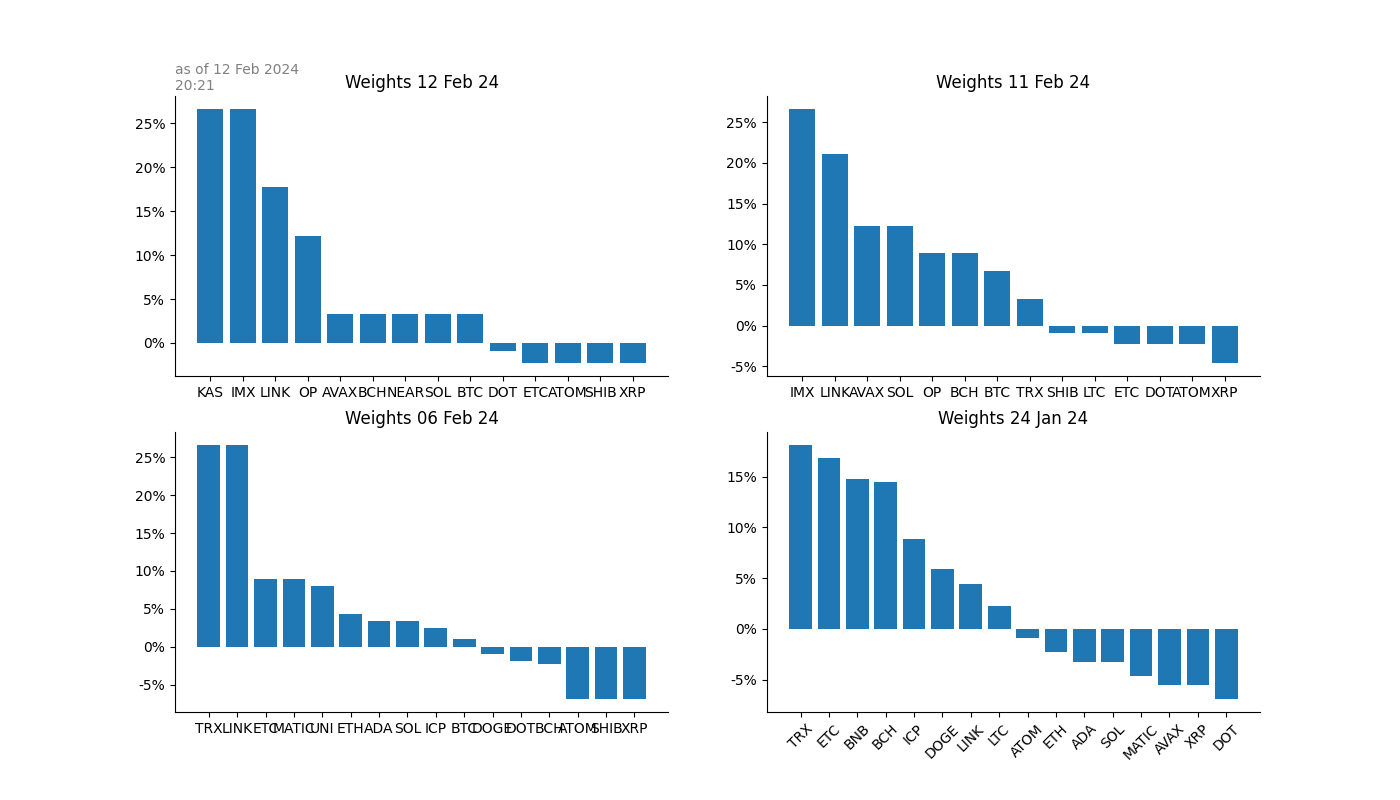 as of 12 Feb 2024
20:21
Weights 12 Feb 24
25%
20%
15%
10%
5%
0%
KAS IMX LINK OP AVAX BCH NEAR SOL BTC DOT ETC ATOM SHIB XRP
Weights 11 Feb 24
25%
20%
15%
10%
5%
0%
-5%
IMX LINK AVAX SOL OP BCH BTC TRX SHIB LTC ETC DOT ATOM XRP
Weights 06 Feb 24
25%
20%
15%
10%
5%
0%
-5%
TRX LINK ETC MATIC UNI ETH ADA SOL ICP BTC DOGE DOT BCH ATOM SHIB XRP
Weights 24 Jan 24
15%
10%
5%
0%
-5%
TRX ETC BNB BCH ICP DOGE LINK LTC ATOM ETH ADA SOL MATIC AVAX XRP DOT